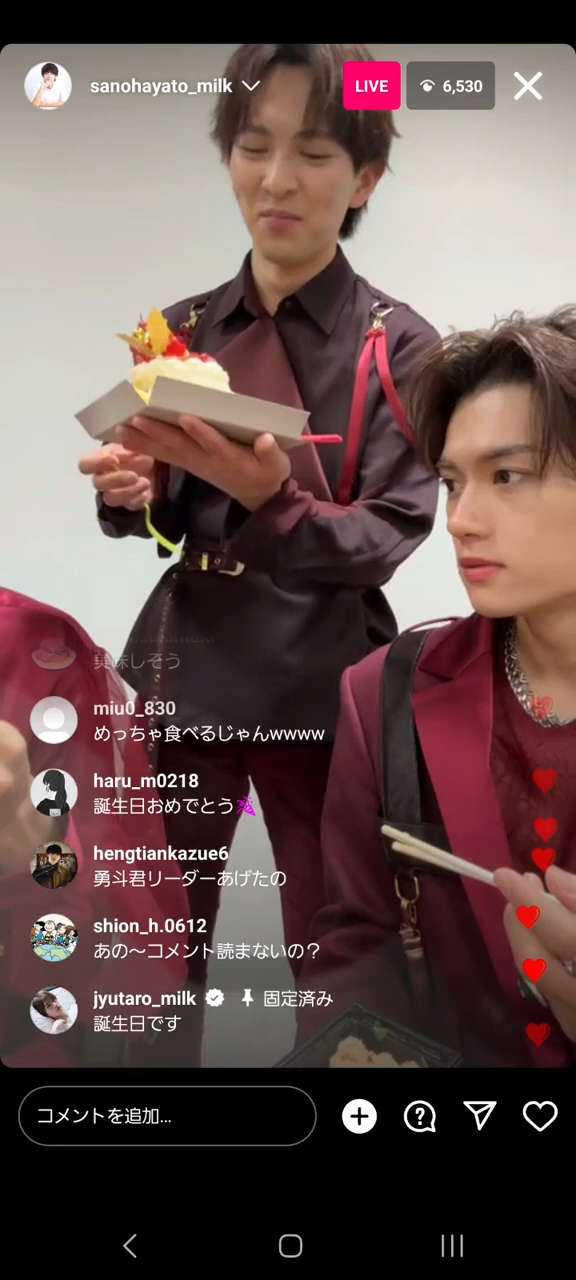 sanohayato_milk
LIVE
6,530
美味しそう
miu0_830
めっちゃ食べるじゃんwwww
haru_m0218
誕生日おめでとう
hengtiankazue6
勇斗君リーダーあげたの
shion_h.0612
あの〜コメント読まないの？
jyutaro_milk 固定済み
誕生日です
コメントを追加...